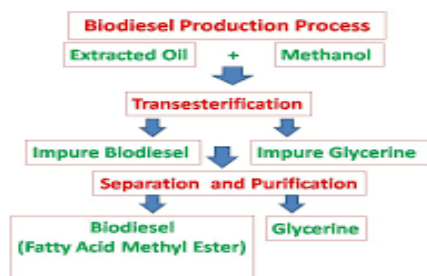 Biodiesel Production Process
Extracted Oil + Methanol
Transesterification
Impure Biodiesel Impure Glycerine
Separation and Purification
Biodiesel Glycerine
(Fatty Acid Methyl Ester)